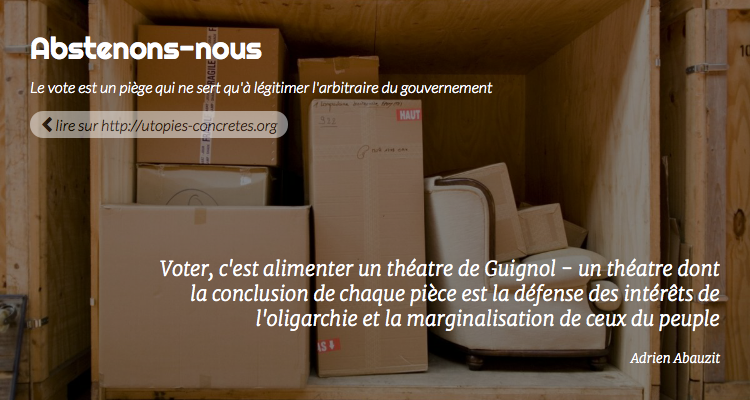 Abstenons-nous
Le vote est un piège qui ne sert qu'à légitimer l'arbitraire du gouvernement
lire sur http://utopies-concretes.org
Voter, c'est alimenter un théatre de Guignol - un théatre dont
la conclusion de chaque pièce est la défense des intérêts de
l'oligarchie et la marginalisation de ceux du peuple
Adrien Abauzit
FRAGILE
HAUT